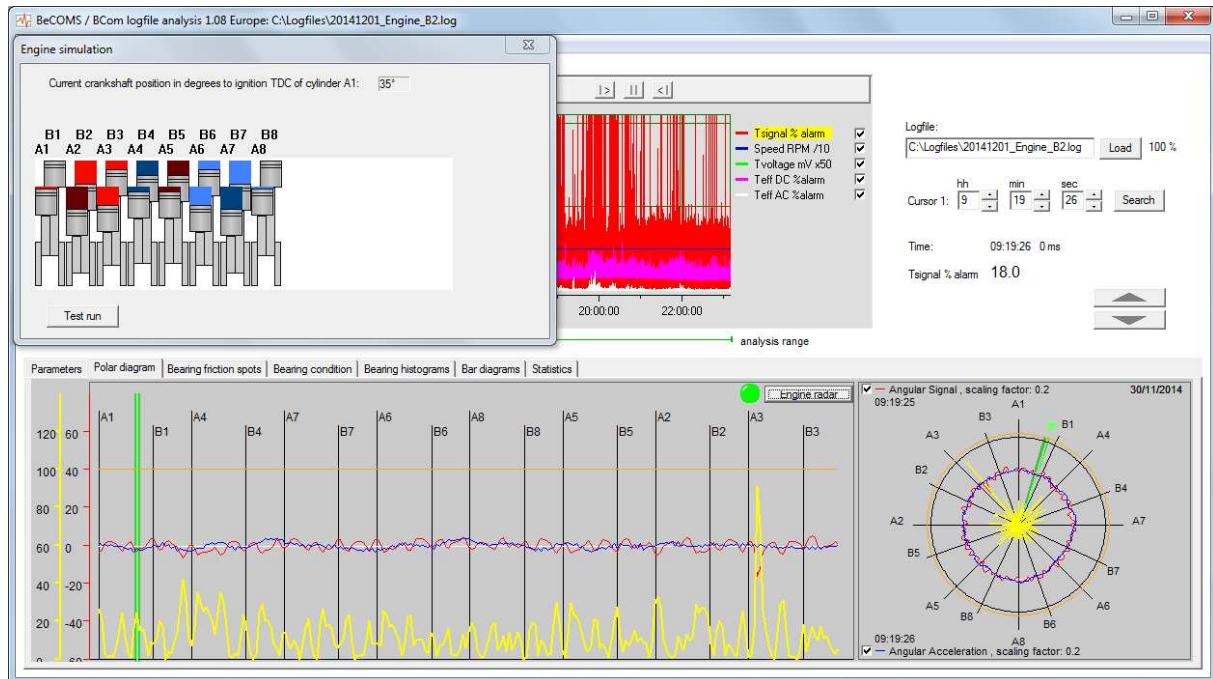 BeCOMS / BCom logfile analysis 1.08 Europe: C:\Logfiles\20141201_Engine_B2.log
Engine simulation
Current crankshaft position in degrees to ignition TDC of cylinder A1: 35°
B1 B2 B3 B4 B5 B6 B7 B8
A1 A2 A3 A4 A5 A6 A7 A8
Test run
|> || <|
Tsignal % alarm
Speed RPM /10
Tvoltage mV x50
Teff DC %alarm
Teff AC %alarm
20:00:00 22:00:00
analysis range
Logfile:
C:\Logfiles\20141201_Engine_B2.log Load 100 %
hh min sec
Cursor 1: 9 19 26 Search
Time: 09:19:26 0 ms
Tsignal % alarm 18.0
Parameters Polar diagram Bearing friction spots Bearing condition Bearing histograms Bar diagrams Statistics
Engine radar
A1 A4 A7 A6 A8 A5 A2 A3
B1 B4 B7 B6 B8 B5 B2 B3
120 60
100 40
80 20
60 0
40 -20
20 -40
0 -60
Angular Signal , scaling factor: 0.2 30/11/2014
09:19:25
A1
B3 B1
A3 A4
B2
B4
A2 A7
B5
B7
A5 A6
B8 B6
A8
09:19:26
Angular Acceleration , scaling factor: 0.2